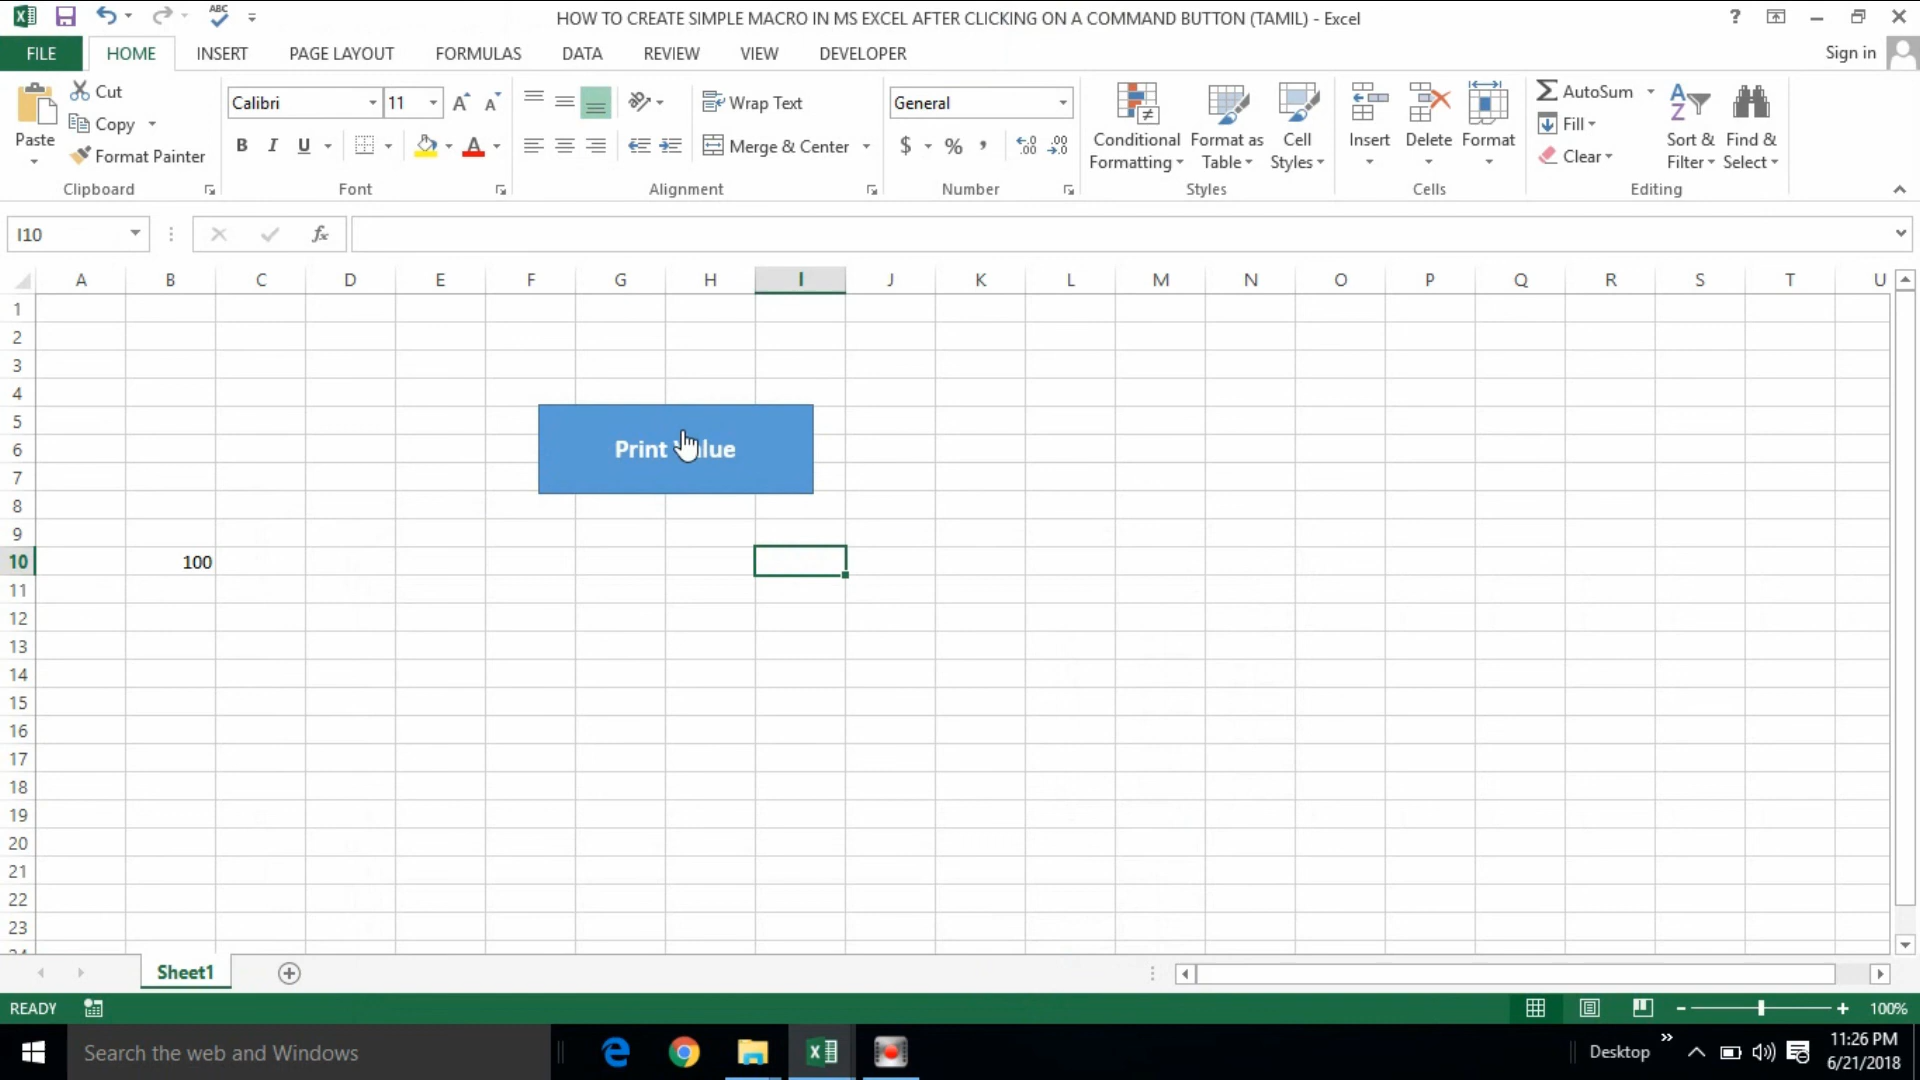 HOW TO CREATE SIMPLE MACRO IN MS EXCEL AFTER CLICKING ON A COMMAND BUTTON (TAMIL) - Excel
ABC
?
FILE HOME INSERT PAGE LAYOUT FORMULAS DATA REVIEW VIEW DEVELOPER Sign in
Paste
Cut
Copy
Format Painter
Clipboard
Calibri 11
B I U
Font
Wrap Text
Merge & Center
Alignment
General
$ % ,
Number
Conditional Formatting
Format as Table
Cell Styles
Styles
Insert
Delete
Format
Cells
AutoSum
Fill
Clear
Sort & Filter
Find & Select
Editing
I10
fx
A B C D E F G H I J K L M N O P Q R S T U
1
2
3
4
5
6
Print
7
8
9
10 100
11
12
13
14
15
16
17
18
19
20
21
22
23
Sheet1
READY
100%
Search the web and Windows
Desktop
11:26 PM
6/21/2018